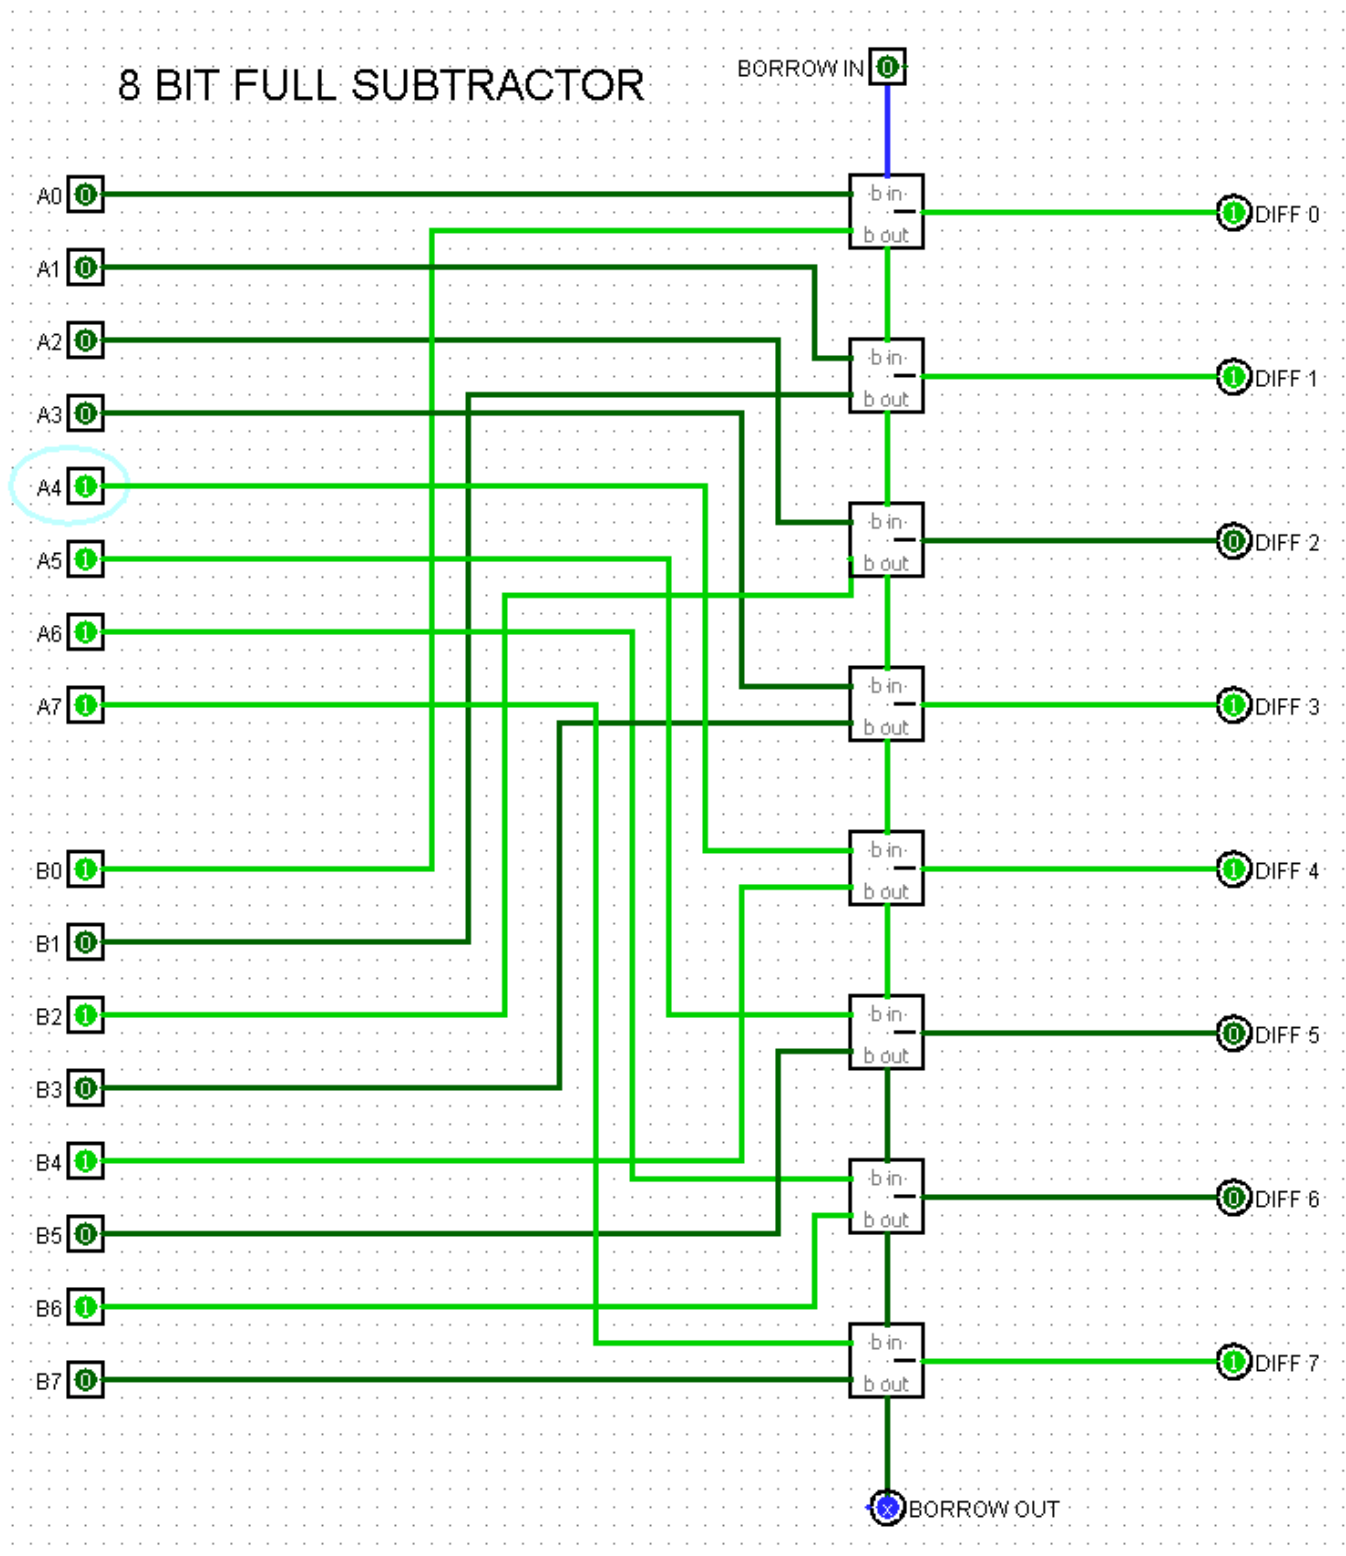 8 BIT FULL SUBTRACTOR
BORROW IN 0
A0 0
b in
b out
1 DIFF 0
A1 0
A2 0
b in
b out
1 DIFF 1
A3 0
A4 1
b in
b out
0 DIFF 2
A5 1
A6 1
A7 1
b in
b out
1 DIFF 3
B0 1
b in
b out
1 DIFF 4
B1 0
B2 1
b in
b out
0 DIFF 5
B3 0
B4 1
b in
b out
0 DIFF 6
B5 0
B6 1
B7 0
b in
b out
1 DIFF 7
x BORROW OUT